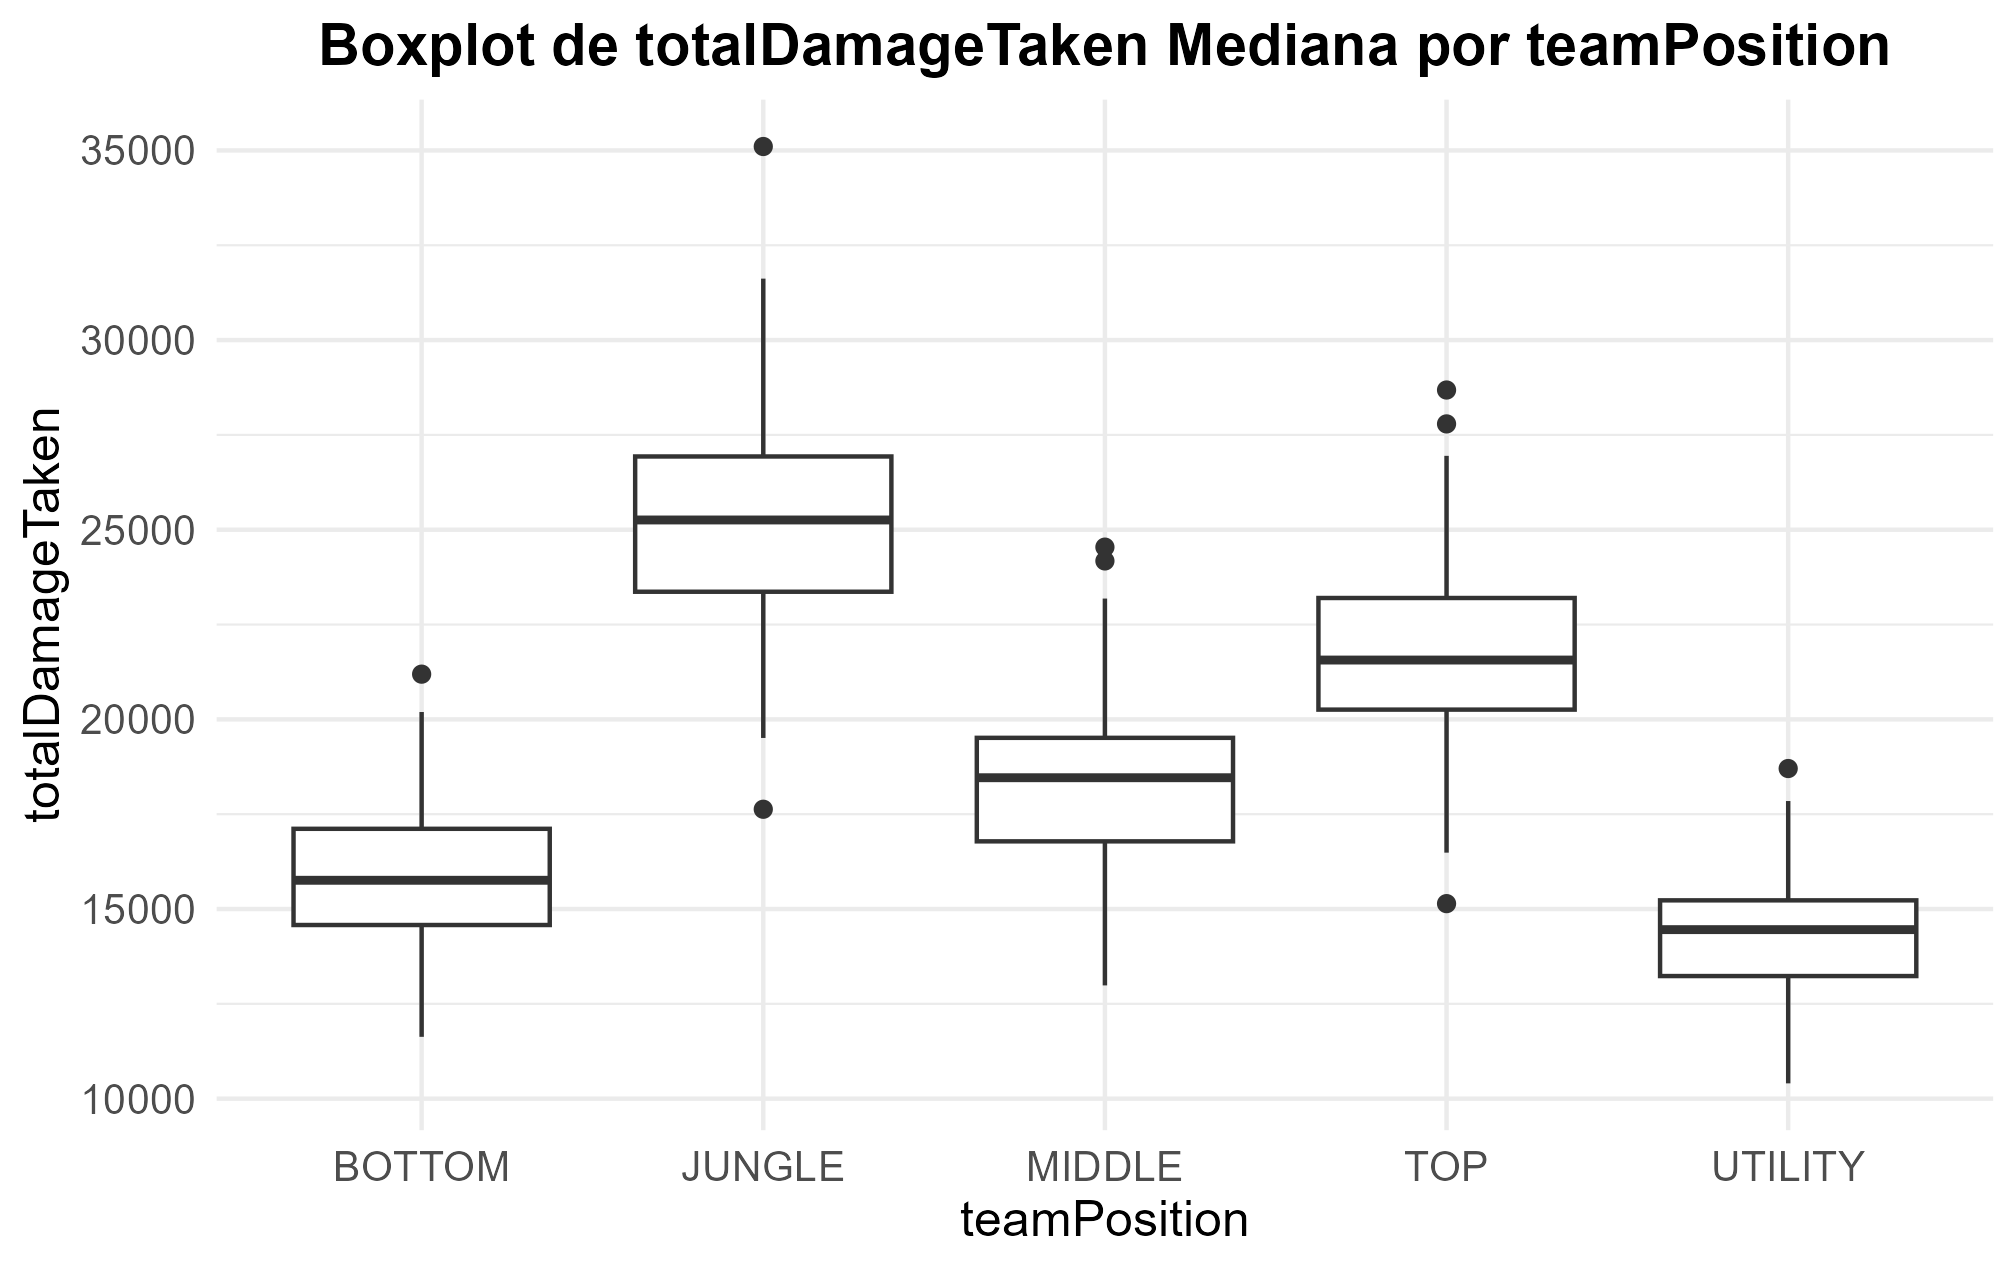 Boxplot de totalDamageTaken Mediana por teamPosition
totalDamageTaken
35000
30000
25000
20000
15000
10000
BOTTOM JUNGLE MIDDLE TOP UTILITY
teamPosition